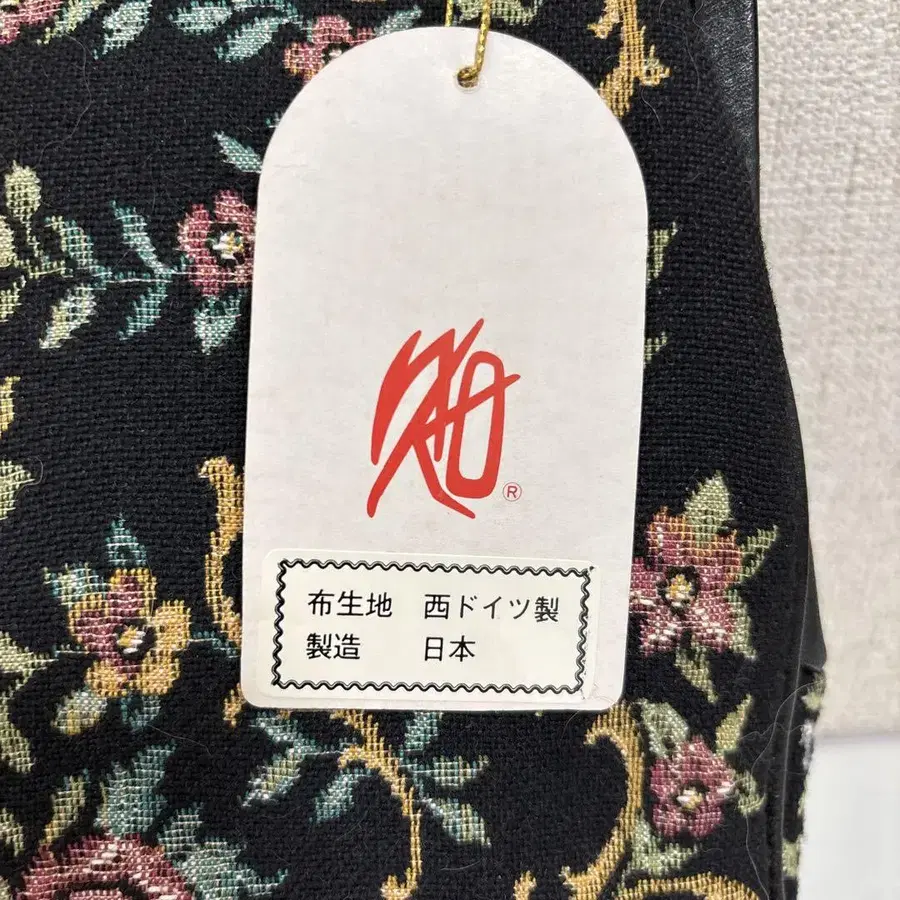 ®
布生地 西ドイツ製
製造 日本